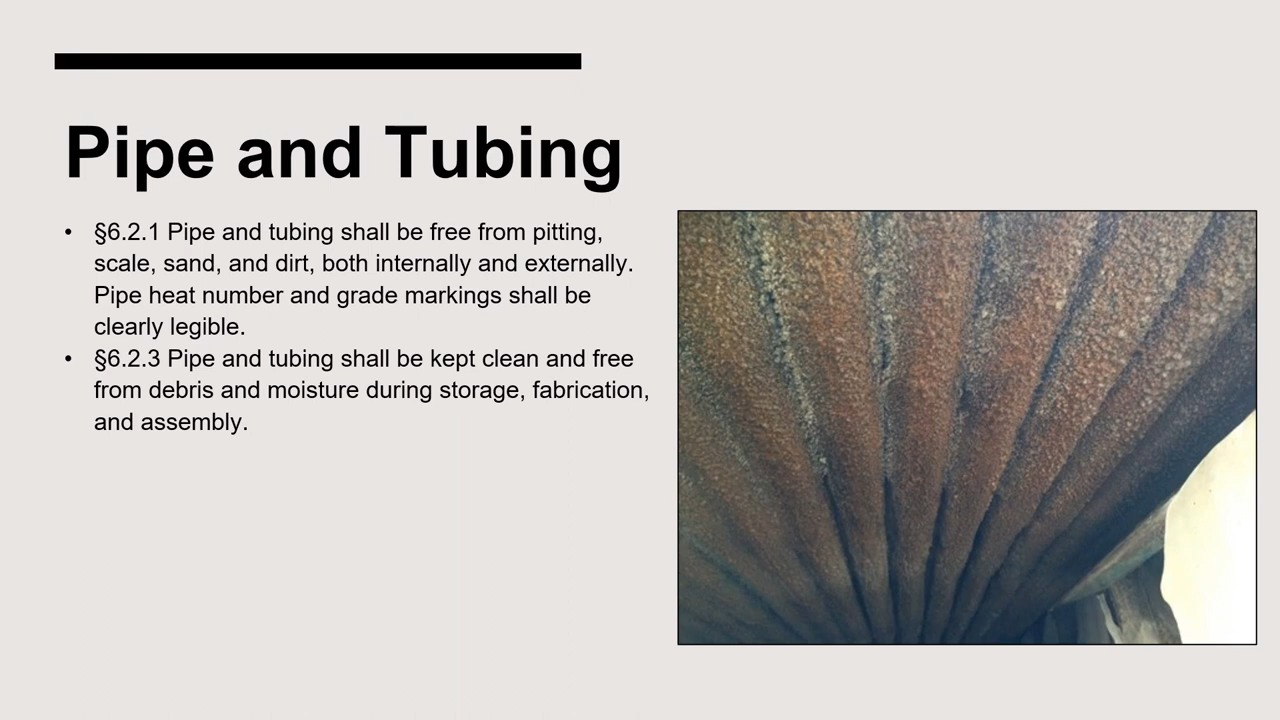 Pipe and Tubing
• §6.2.1 Pipe and tubing shall be free from pitting,
scale, sand, and dirt, both internally and externally.
Pipe heat number and grade markings shall be
clearly legible.
• §6.2.3 Pipe and tubing shall be kept clean and free
from debris and moisture during storage, fabrication,
and assembly.